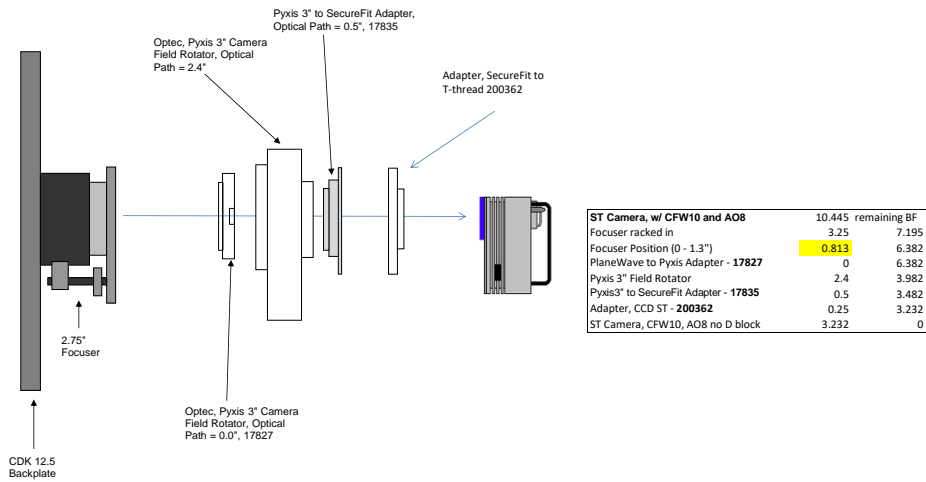 Pyxis 3" to SecureFit Adapter,
Optical Path = 0.5", 17835
Optec, Pyxis 3" Camera
Field Rotator, Optical
Path = 2.4"
Adapter, SecureFit to
T-thread 200362
2.75"
Focuser
Optec, Pyxis 3" Camera
Field Rotator, Optical
Path = 0.0", 17827
CDK 12.5
Backplate
ST Camera, w/ CFW10 and AO8 10.445 remaining BF
Focuser racked in 3.25 7.195
Focuser Position (0 - 1.3") 0.813 6.382
PlaneWave to Pyxis Adapter - 17827 0 6.382
Pyxis 3" Field Rotator 2.4 3.982
Pyxis3" to SecureFit Adapter - 17835 0.5 3.482
Adapter, CCD ST - 200362 0.25 3.232
ST Camera, CFW10, AO8 no D block 3.232 0